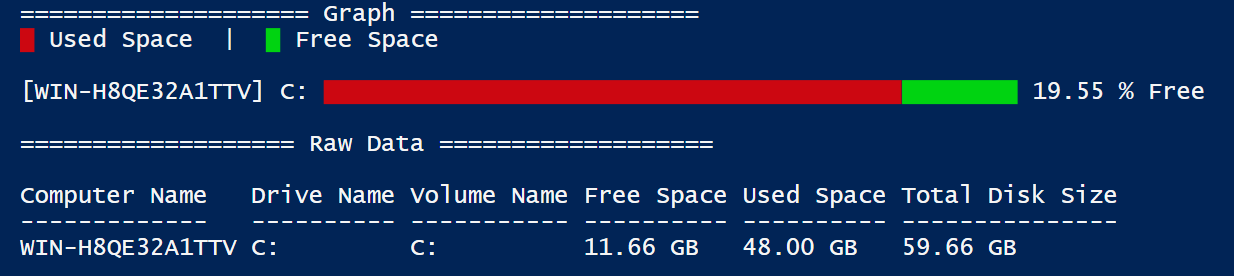 ==================== Graph ====================
Used Space | Free Space
[WIN-H8QE32A1TTV] C: 19.55 % Free
=================== Raw Data ===================
Computer Name Drive Name Volume Name Free Space Used Space Total Disk Size
------------- ---------- ----------- ---------- ---------- ---------------
WIN-H8QE32A1TTV C: C: 11.66 GB 48.00 GB 59.66 GB